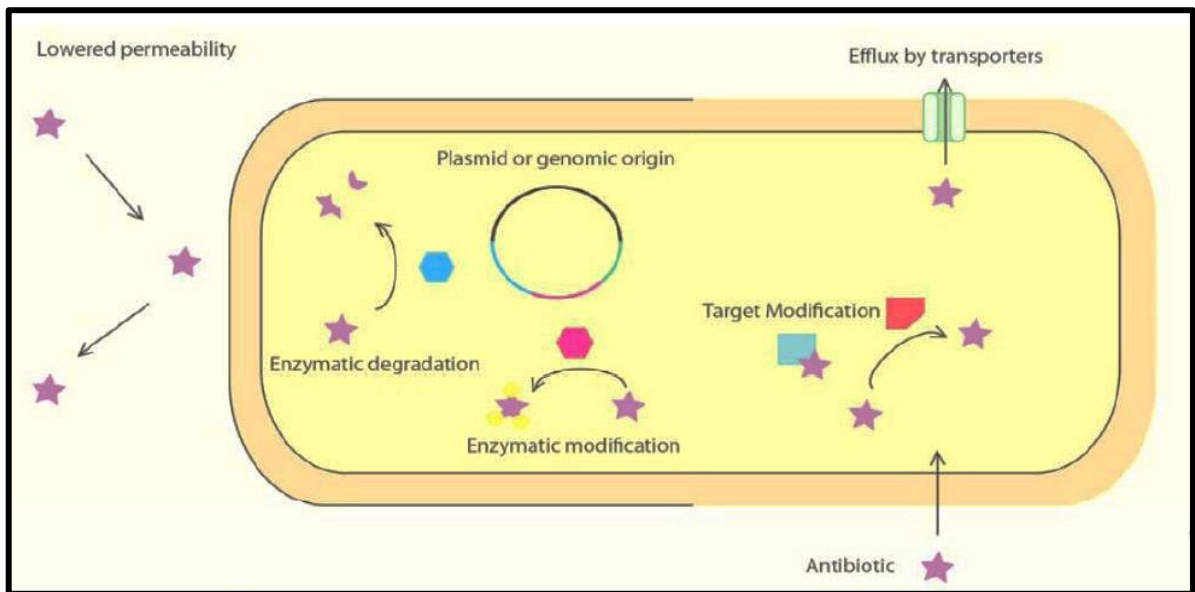 Lowered permeability
Efflux by transporters
Plasmid or genomic origin
Target Modification
Enzymatic degradation
Enzymatic modification
Antibiotic